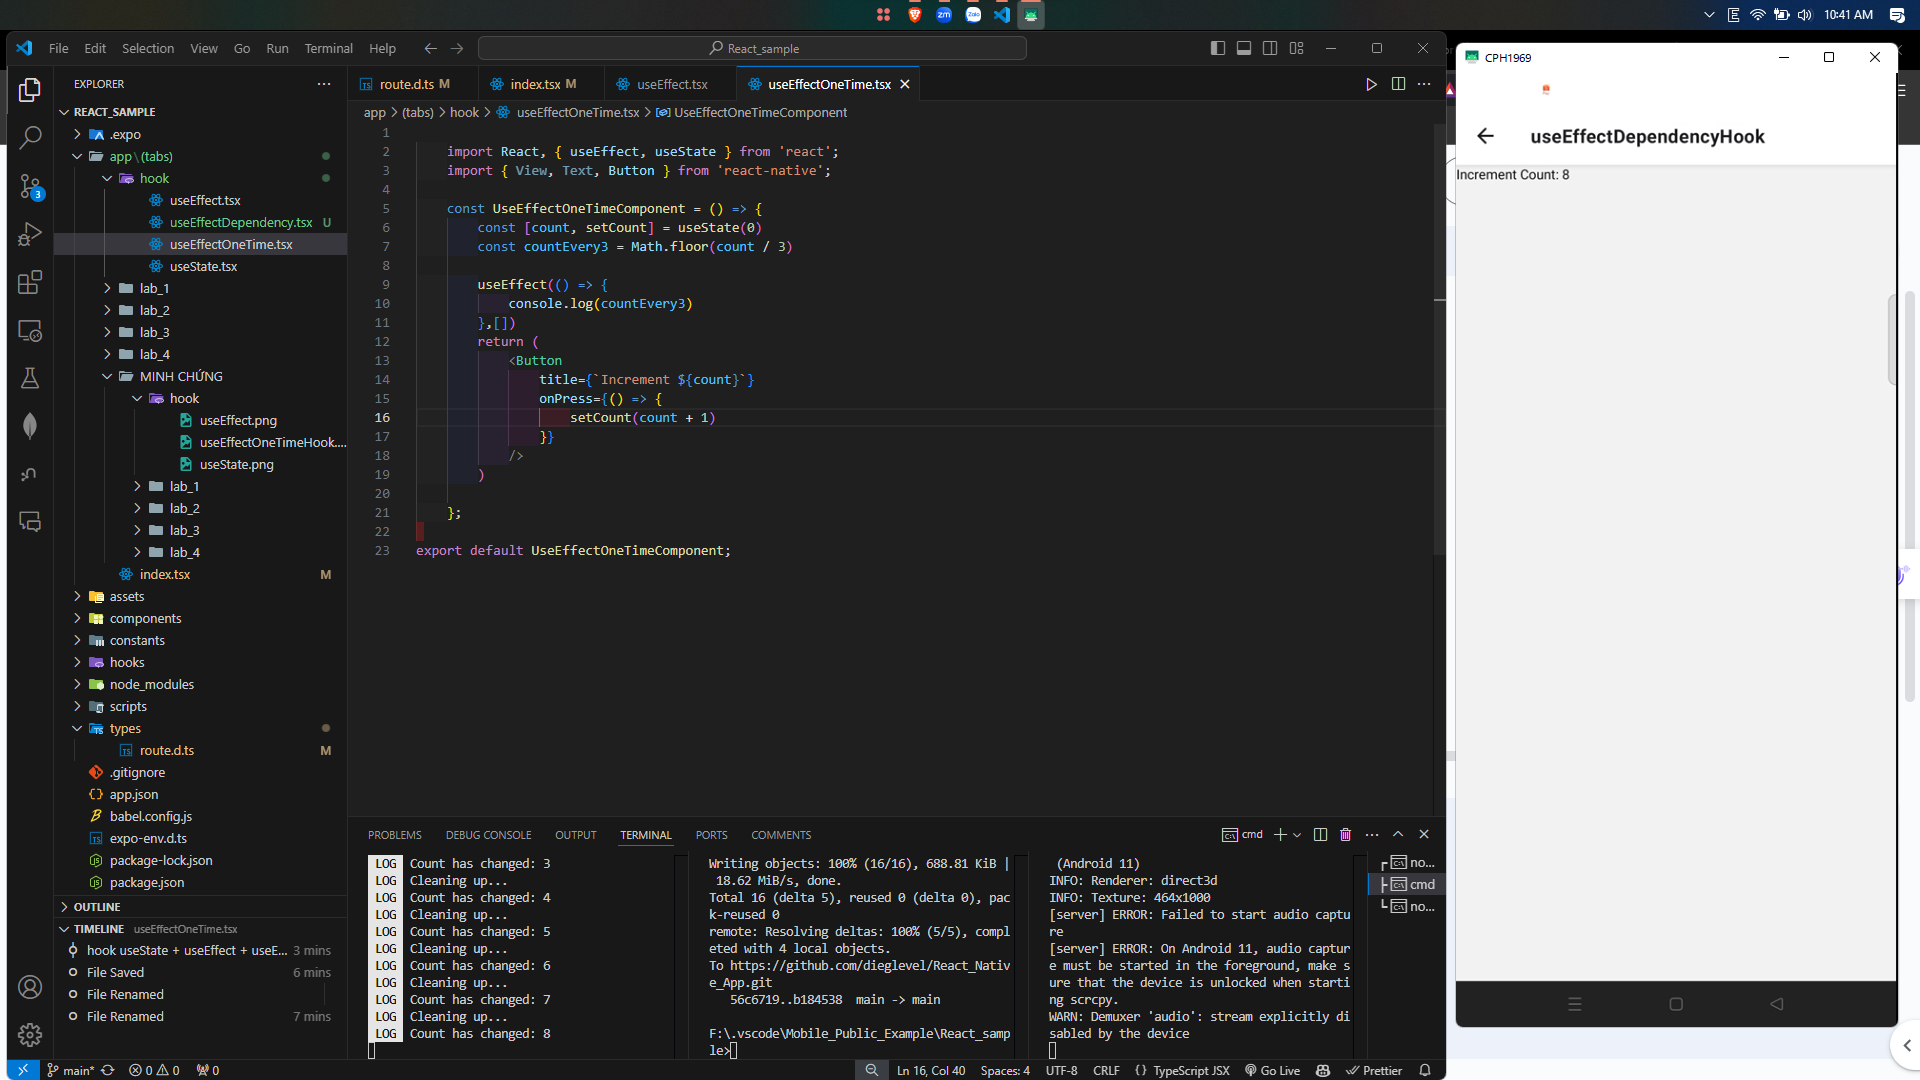 10:41 AM
File Edit Selection View Go Run Terminal Help
React_sample
EXPLORER
REACT_SAMPLE
.expo
app\(tabs)
hook
useEffect.tsx
useEffectDependency.tsx U
useEffectOneTime.tsx
useState.tsx
lab_1
lab_2
lab_3
lab_4
MINH CHỨNG
hook
useEffect.png
useEffectOneTimeHook....
useState.png
lab_1
lab_2
lab_3
lab_4
index.tsx M
assets
components
constants
hooks
node_modules
scripts
types
route.d.ts M
.gitignore
app.json
babel.config.js
expo-env.d.ts
package-lock.json
package.json
OUTLINE
TIMELINE useEffectOneTime.tsx
hook useState + useEffect + useE... 3 mins
File Saved 6 mins
File Renamed
File Renamed 7 mins
route.d.ts M index.tsx M useEffect.tsx useEffectOneTime.tsx
app > (tabs) > hook > useEffectOneTime.tsx > UseEffectOneTimeComponent
1
2 import React, { useEffect, useState } from 'react';
3 import { View, Text, Button } from 'react-native';
4
5 const UseEffectOneTimeComponent = () => {
6 const [count, setCount] = useState(0)
7 const countEvery3 = Math.floor(count / 3)
8
9 useEffect(() => {
10 console.log(countEvery3)
11 },[])
12 return (
13 <Button
14 title={`Increment ${count}`}
15 onPress={() => {
16 setCount(count + 1)
17 }}
18 />
19 )
20
21 };
22
23 export default UseEffectOneTimeComponent;
PROBLEMS DEBUG CONSOLE OUTPUT TERMINAL PORTS COMMENTS
cmd
LOG Count has changed: 3
LOG Cleaning up...
LOG Count has changed: 4
LOG Cleaning up...
LOG Count has changed: 5
LOG Cleaning up...
LOG Count has changed: 6
LOG Cleaning up...
LOG Count has changed: 7
LOG Cleaning up...
LOG Count has changed: 8
Writing objects: 100% (16/16), 688.81 KiB |
18.62 MiB/s, done.
Total 16 (delta 5), reused 0 (delta 0), pac
k-reused 0
remote: Resolving deltas: 100% (5/5), compl
eted with 4 local objects.
To https://github.com/dieglevel/React_Nativ
e_App.git
56c6719..b184538 main -> main
F:\.vscode\Mobile_Public_Example\React_samp
le>
(Android 11)
INFO: Renderer: direct3d
INFO: Texture: 464x1000
[server] ERROR: Failed to start audio captu
re
[server] ERROR: On Android 11, audio captur
e must be started in the foreground, make s
ure that the device is unlocked when starti
ng scrcpy.
WARN: Demuxer 'audio': stream explicitly di
sabled by the device
no...
cmd
no...
main* 0 0 0
Ln 16, Col 40 Spaces: 4 UTF-8 CRLF {} TypeScript JSX Go Live Prettier
CPH1969
useEffectDependencyHook
Increment Count: 8